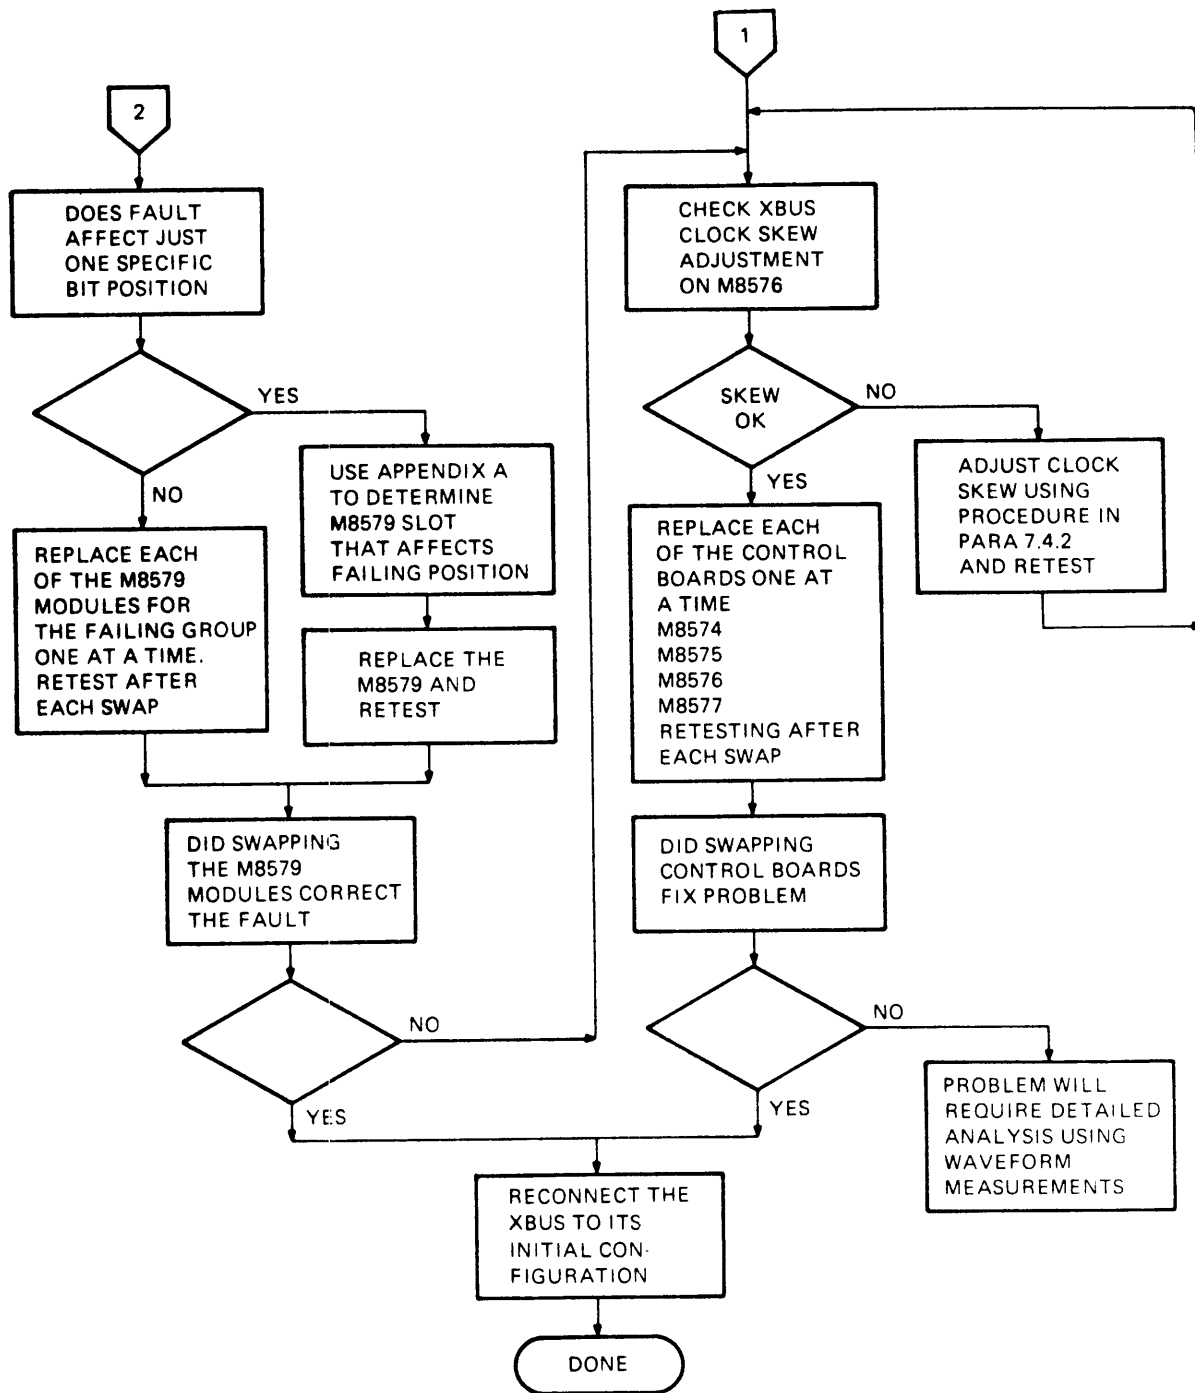 2
DOES FAULT
AFFECT JUST
ONE SPECIFIC
BIT POSITION
YES
NO
USE APPENDIX A
TO DETERMINE
M8579 SLOT
THAT AFFECTS
FAILING POSITION
REPLACE EACH
OF THE M8579
MODULES FOR
THE FAILING GROUP
ONE AT A TIME.
RETEST AFTER
EACH SWAP
REPLACE THE
M8579 AND
RETEST
DID SWAPPING
THE M8579
MODULES CORRECT
THE FAULT
NO
YES
1
CHECK XBUS
CLOCK SKEW
ADJUSTMENT
ON M8576
SKEW
OK
NO
YES
ADJUST CLOCK
SKEW USING
PROCEDURE IN
PARA 7.4.2
AND RETEST
REPLACE EACH
OF THE CONTROL
BOARDS ONE AT
A TIME
M8574
M8575
M8576
M8577
RETESTING AFTER
EACH SWAP
DID SWAPPING
CONTROL BOARDS
FIX PROBLEM
NO
YES
PROBLEM WILL
REQUIRE DETAILED
ANALYSIS USING
WAVEFORM
MEASUREMENTS
RECONNECT THE
XBUS TO ITS
INITIAL CON-
FIGURATION
DONE